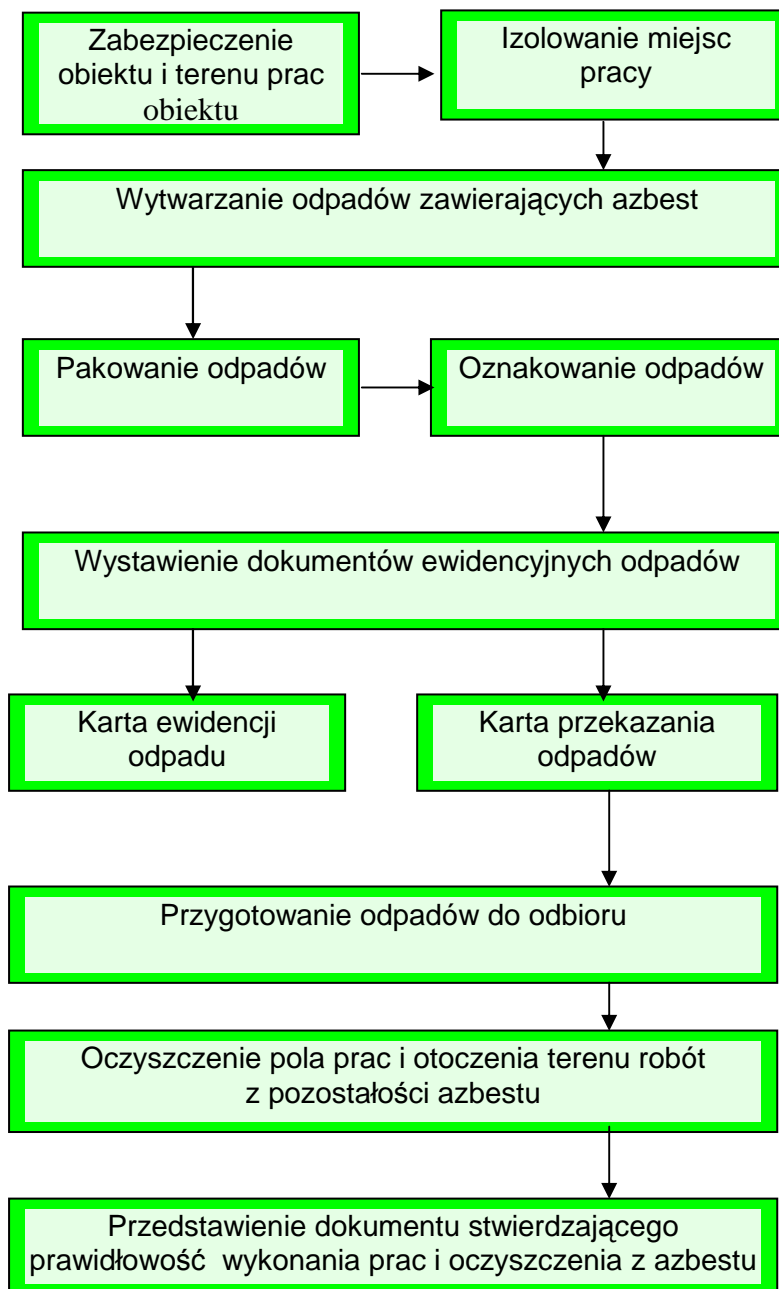 Zabezpieczenie
obiektu i terenu prac
obiektu
Izolowanie miejsc
pracy
Wytwarzanie odpadów zawierających azbest
Pakowanie odpadów
Oznakowanie odpadów
Wystawienie dokumentów ewidencyjnych odpadów
Karta ewidencji
odpadu
Karta przekazania
odpadów
Przygotowanie odpadów do odbioru
Oczyszczenie pola prac i otoczenia terenu robót
z pozostałości azbestu
Przedstawienie dokumentu stwierdzającego
prawidłowość wykonania prac i oczyszczenia z azbestu